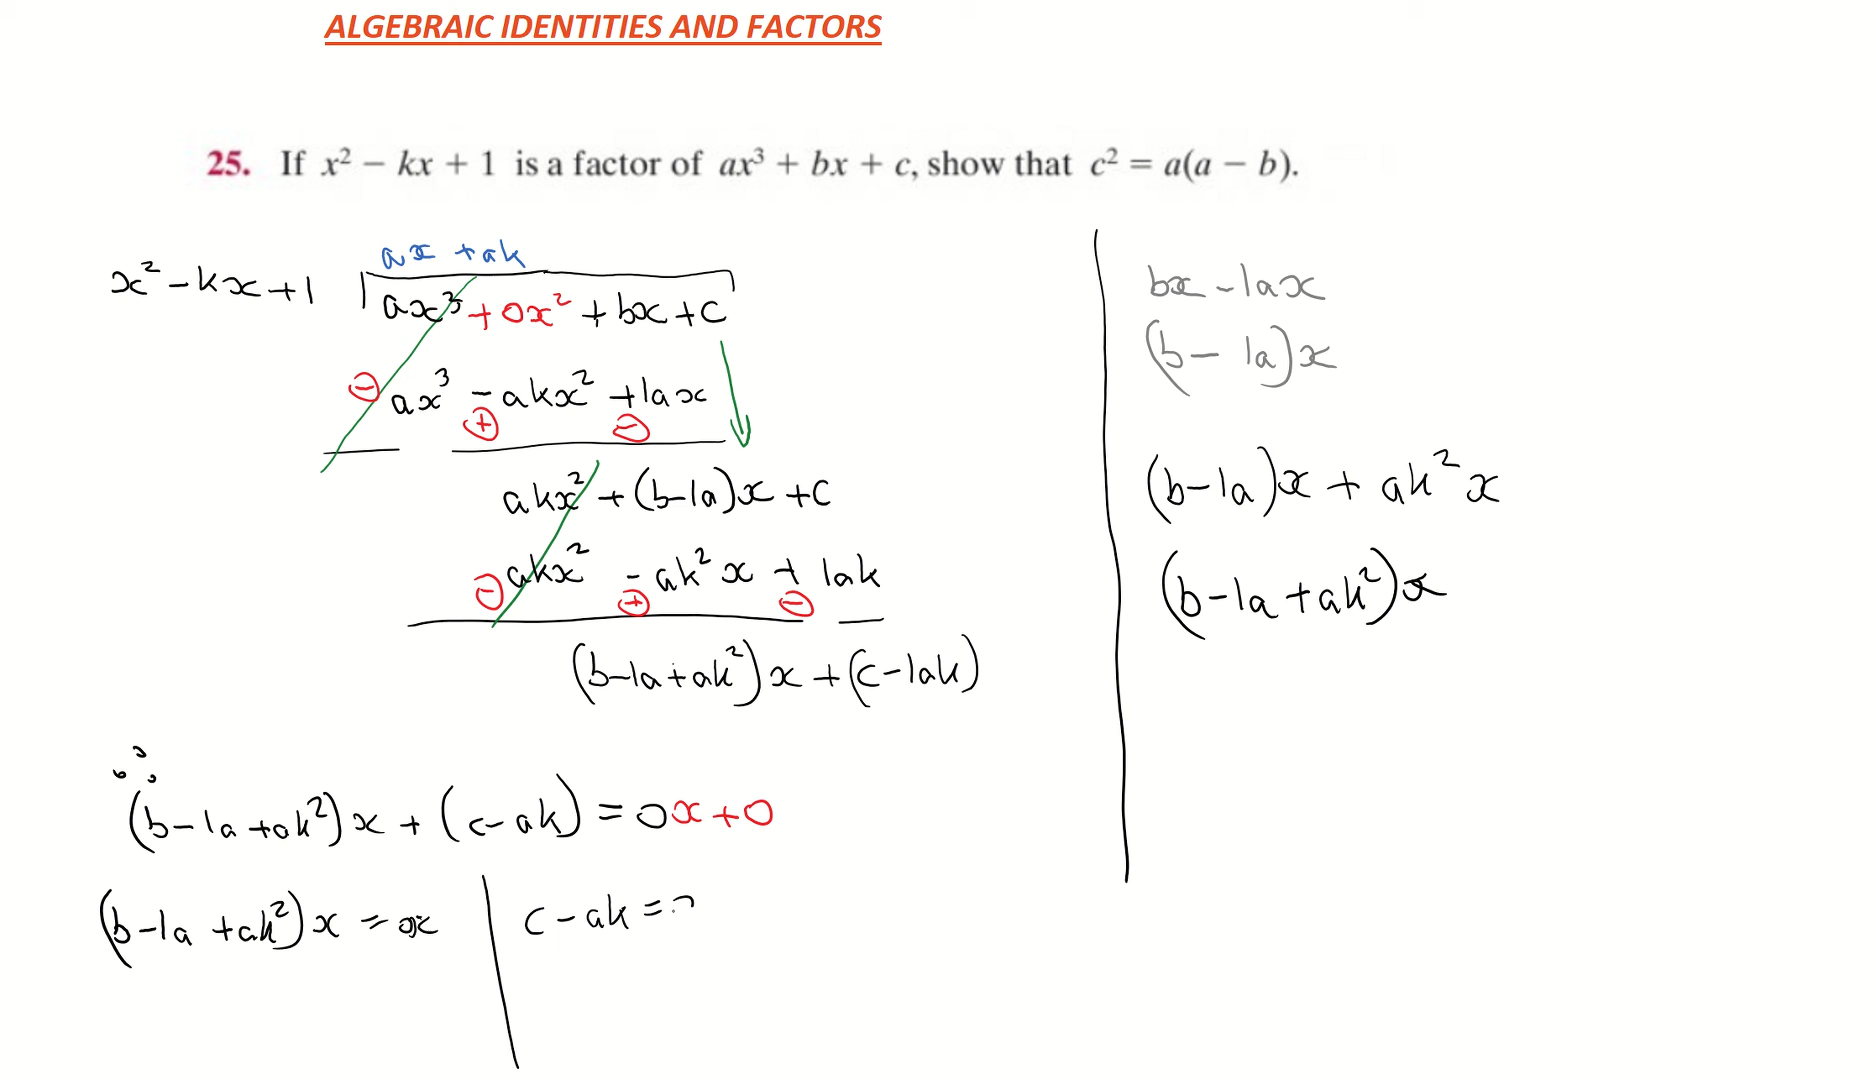 ALGEBRAIC IDENTITIES AND FACTORS
25. If x² − kx + 1 is a factor of ax³ + bx + c, show that c² = a(a − b).
ax + ak
x² - kx + 1
ax³ + 0x² + bx + c
⊖ ax³ - akx² + 1ax
⊕ ⊖
akx² + (b-1a)x + c
⊖ akx² - ak²x + 1ak
⊕ ⊖
(b-1a+ak²)x + (c-1ak)
∴
(b-1a+ak²)x + (c-ak) = 0x+0
(b-1a+ak²)x = 0x
c - ak =
bx - 1ax
(b - 1a)x
(b-1a)x + ak²x
(b-1a+ak²)x